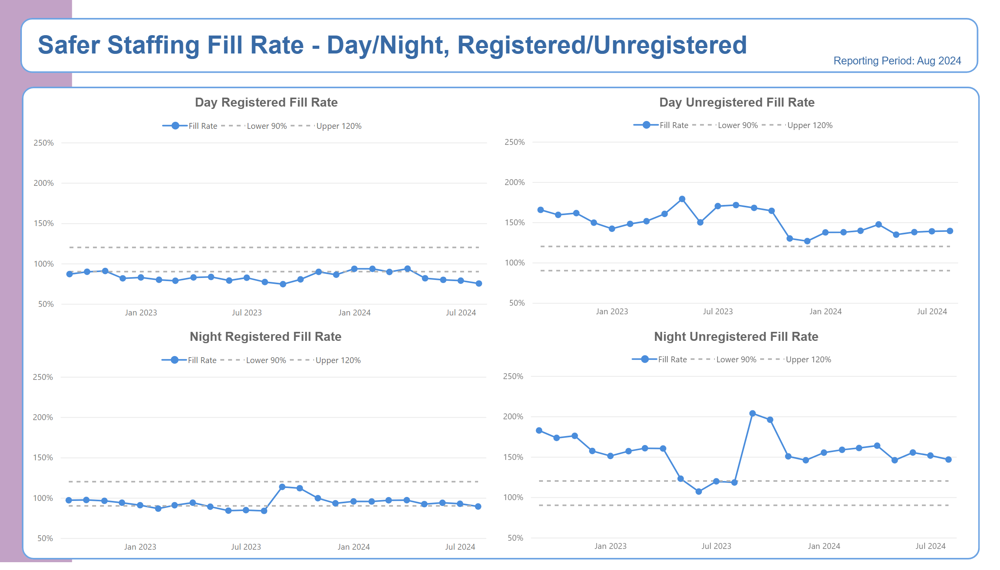 Safer Staffing Fill Rate - Day/Night, Registered/Unregistered
Reporting Period: Aug 2024
Day Registered Fill Rate
Fill Rate Lower 90% Upper 120%
250%
200%
150%
100%
50%
Jan 2023 Jul 2023 Jan 2024 Jul 2024
Day Unregistered Fill Rate
Fill Rate Lower 90% Upper 120%
250%
200%
150%
100%
50%
Jan 2023 Jul 2023 Jan 2024 Jul 2024
Night Registered Fill Rate
Fill Rate Lower 90% Upper 120%
250%
200%
150%
100%
50%
Jan 2023 Jul 2023 Jan 2024 Jul 2024
Night Unregistered Fill Rate
Fill Rate Lower 90% Upper 120%
250%
200%
150%
100%
50%
Jan 2023 Jul 2023 Jan 2024 Jul 2024